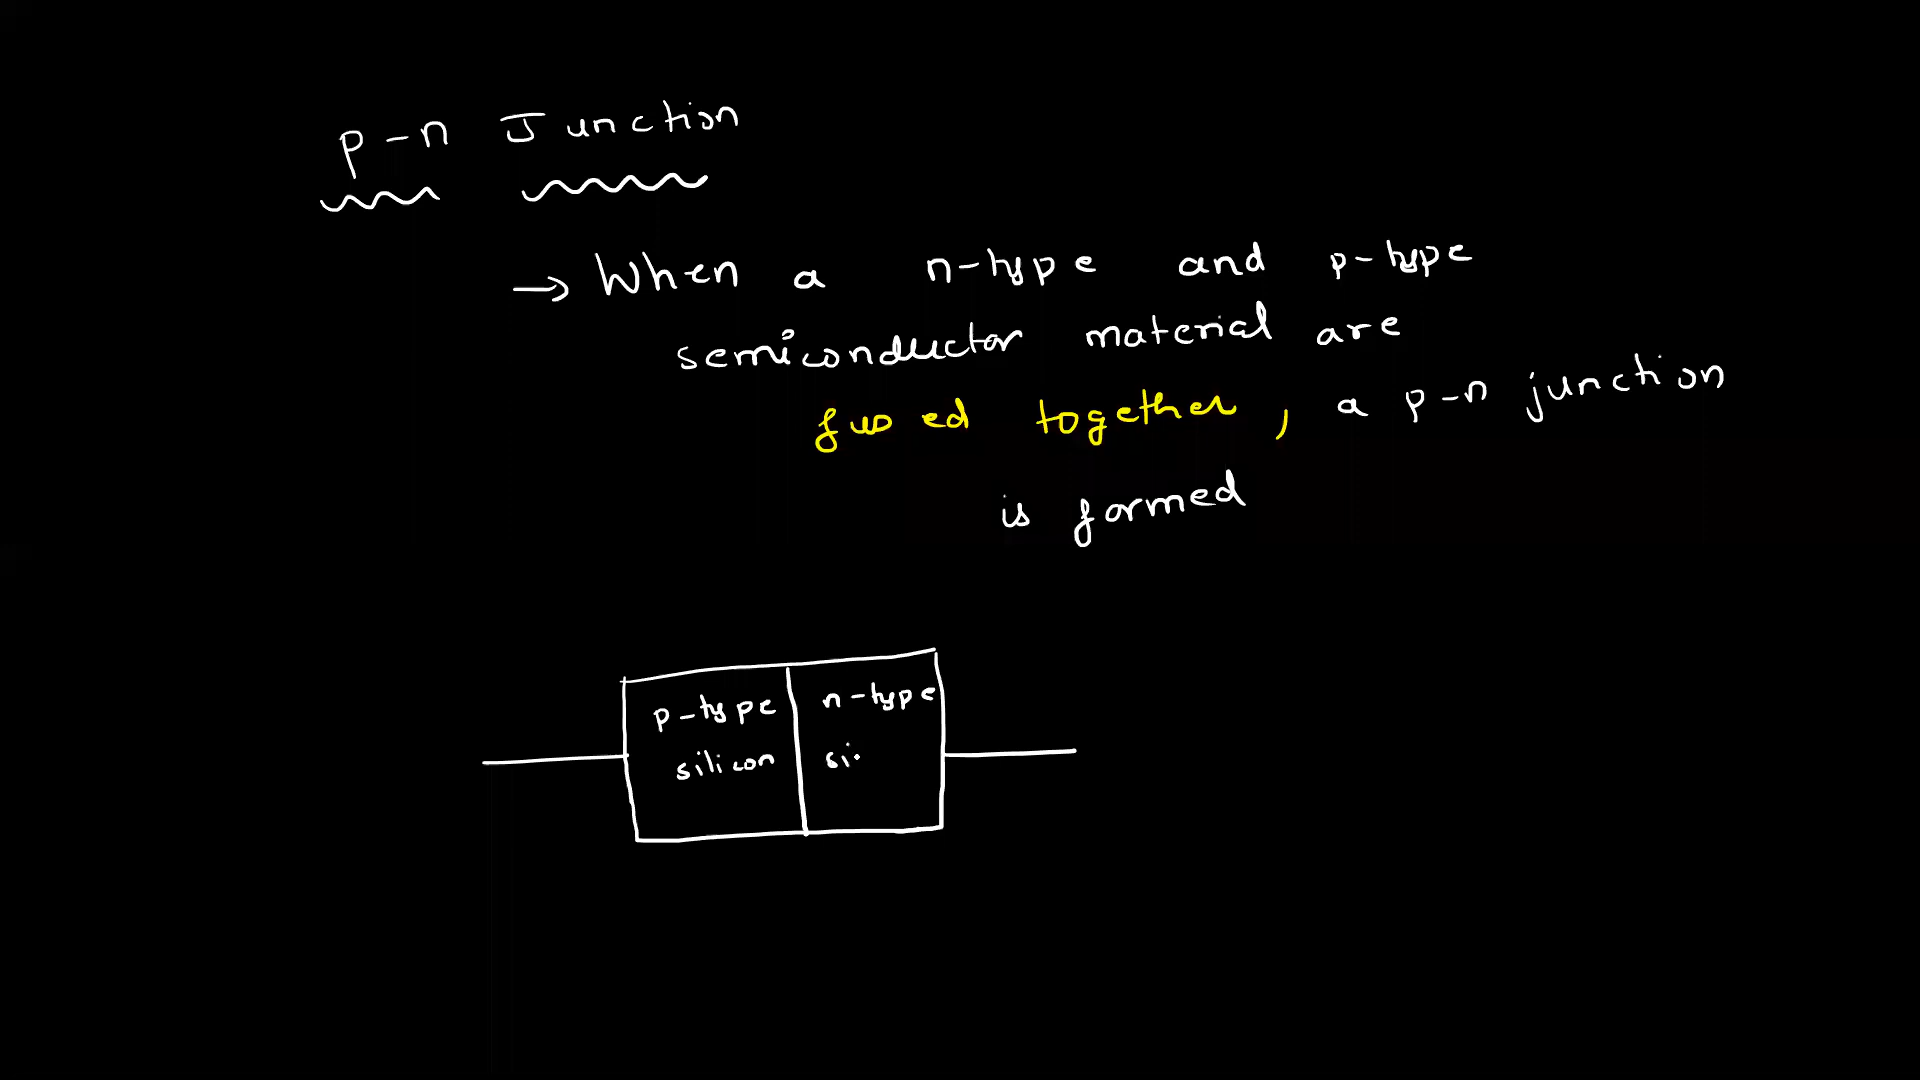 p-n Junction
→ When a n-type and p-type
semiconductor material are
fused together, a p-n junction
is formed
p-type n-type
silicon si